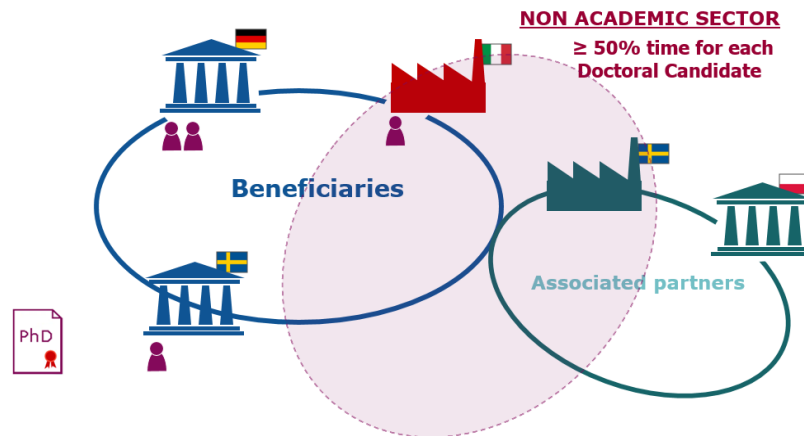 NON ACADEMIC SECTOR
≥ 50% time for each
Doctoral Candidate
Beneficiaries
Associated partners
PhD